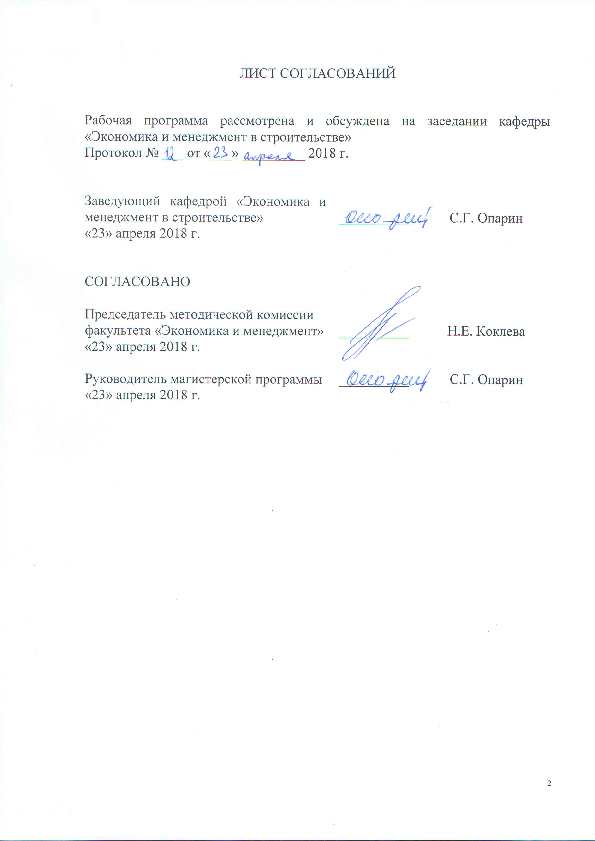 ЛИСТ СОГЛАСОВАНИЙ
Рабочая программа рассмотрена и обсуждена на заседании кафедры
«Экономика и менеджмент в строительстве»
Протокол № 12 от «23» апреля 2018 г.
Заведующий кафедрой «Экономика и
менеджмент в строительстве» С.Г. Опарин
«23» апреля 2018 г.
СОГЛАСОВАНО
Председатель методической комиссии
факультета «Экономика и менеджмент» Н.Е. Коклева
«23» апреля 2018 г.
Руководитель магистерской программы С.Г. Опарин
«23» апреля 2018 г.
2